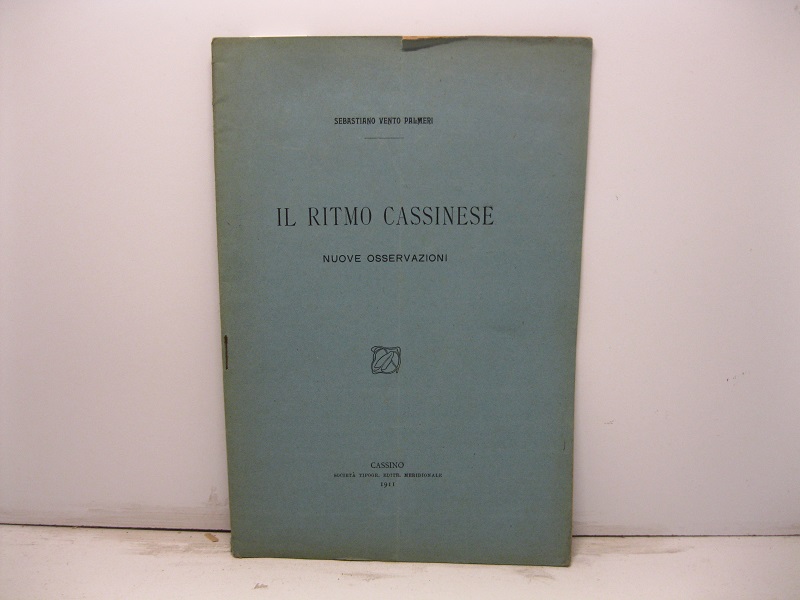 SEBASTIANO VENTO PALMERI
IL RITMO CASSINESE
NUOVE OSSERVAZIONI
CASSINO
SOCIETÀ TIPOGR. EDITR. MERIDIONALE
1911